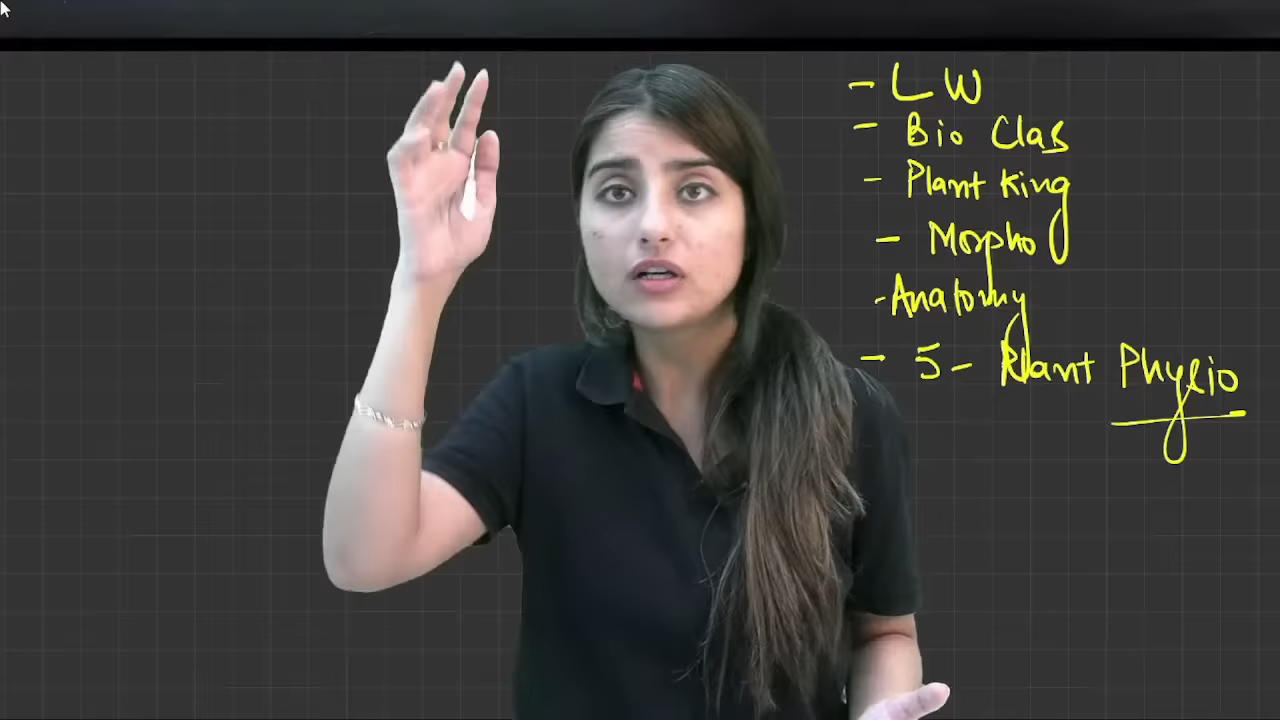 - LW
- Bio Clas
- Plant King
- Morpho
- Anatomy
- 5 - Plant Physio